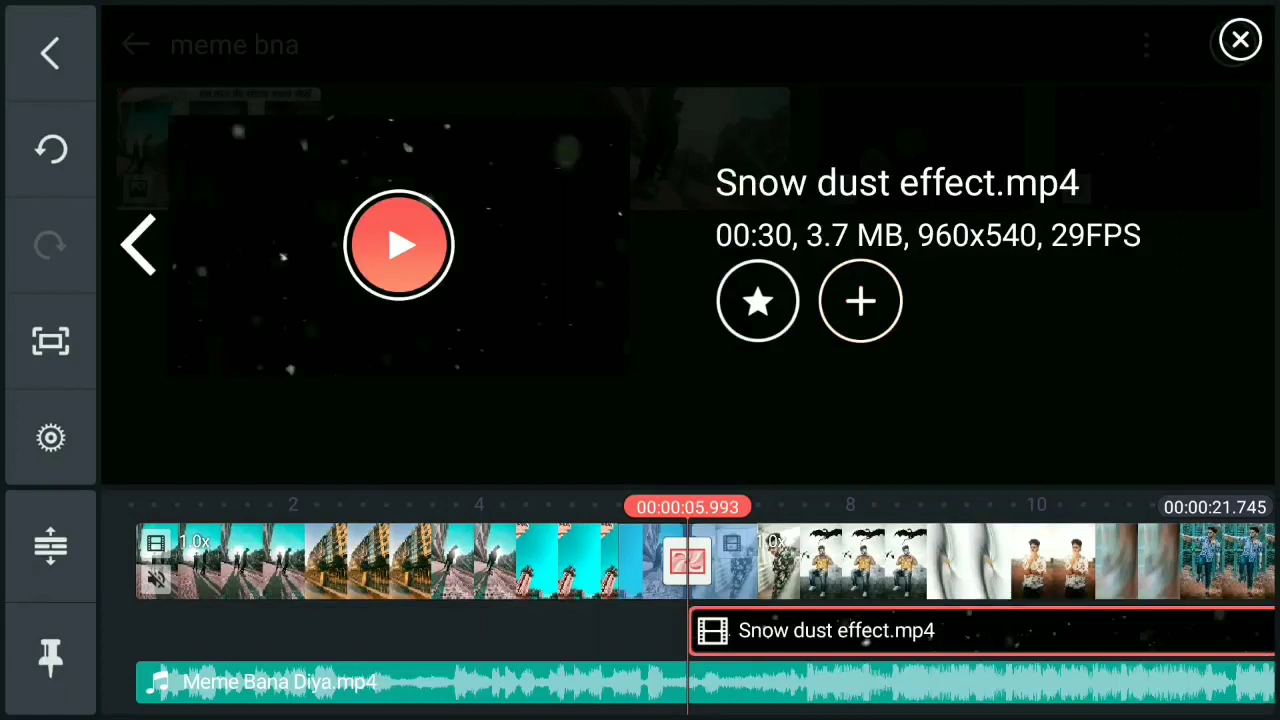 meme bna
Snow dust effect.mp4
00:30, 3.7 MB, 960x540, 29FPS
2
4
00:00:05.993
8
10
00:00:21.745
1.0x
1.0x
Snow dust effect.mp4
Meme Bana Diya.mp4